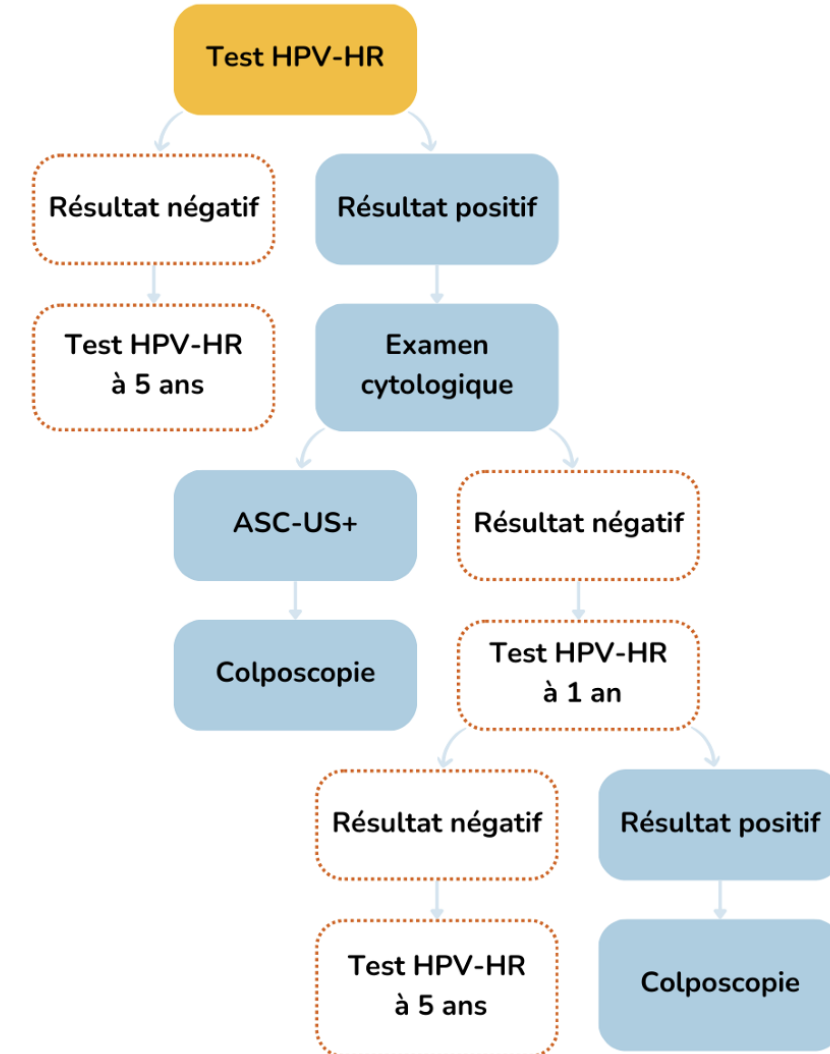 Test HPV-HR
Résultat négatif
Résultat positif
Test HPV-HR
à 5 ans
Examen
cytologique
ASC-US+
Résultat négatif
Colposcopie
Test HPV-HR
à 1 an
Résultat négatif
Résultat positif
Test HPV-HR
à 5 ans
Colposcopie